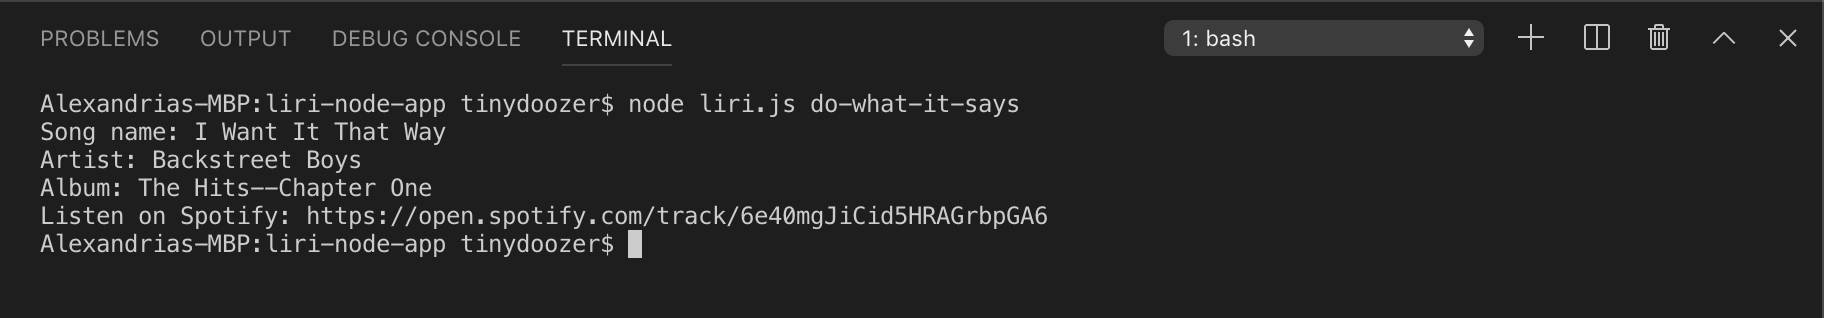 PROBLEMS OUTPUT DEBUG CONSOLE TERMINAL 1: bash
Alexandrias-MBP:liri-node-app tinydoozer$ node liri.js do-what-it-says
Song name: I Want It That Way
Artist: Backstreet Boys
Album: The Hits--Chapter One
Listen on Spotify: https://open.spotify.com/track/6e40mgJiCid5HRAGrbpGA6
Alexandrias-MBP:liri-node-app tinydoozer$